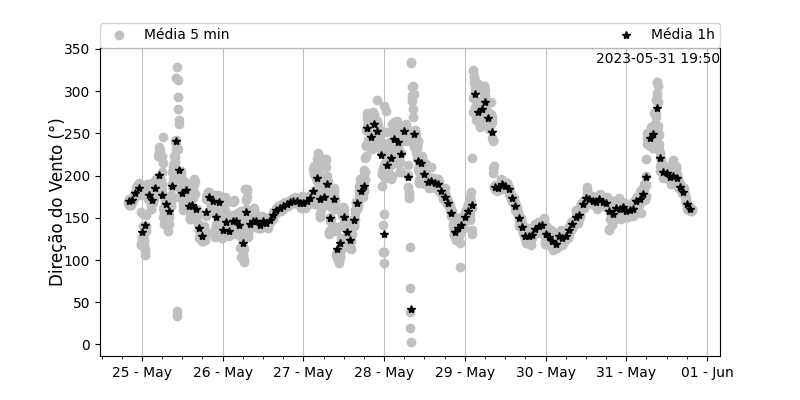 Média 5 min
Média 1h
2023-05-31 19:50
Direção do Vento (°)
350
300
250
200
150
100
50
0
25 - May
26 - May
27 - May
28 - May
29 - May
30 - May
31 - May
01 - Jun